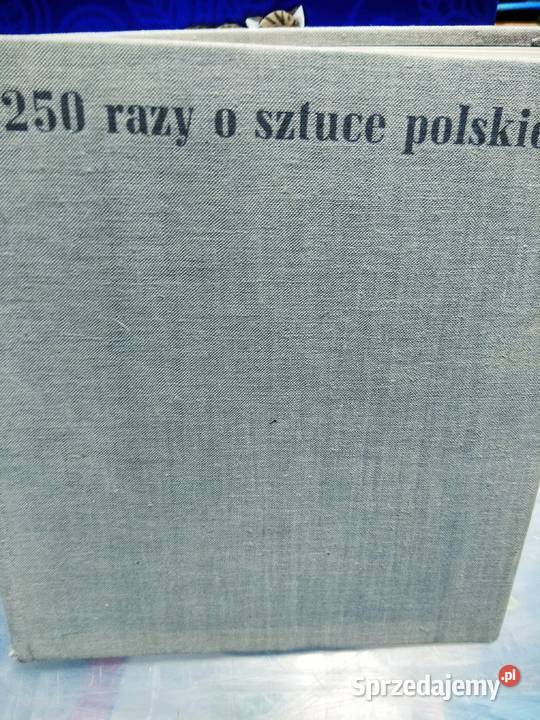 250 razy o sztuce polskie
Sprzedajemy.pl